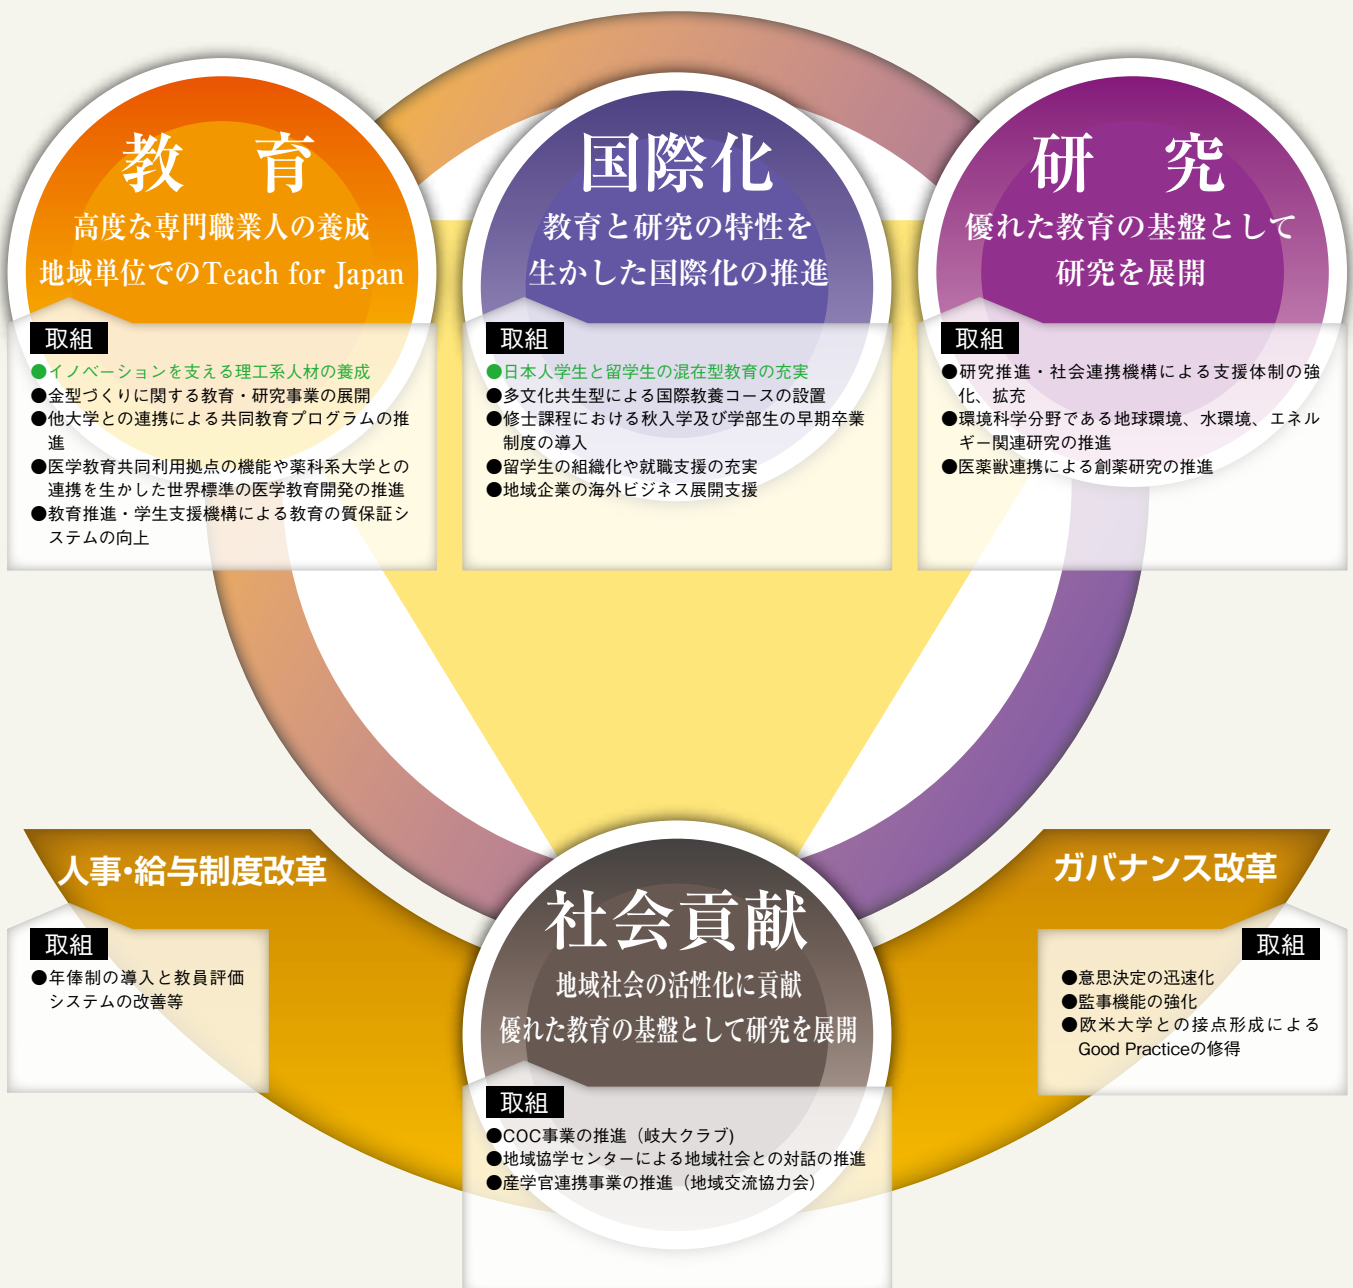 教　育
高度な専門職業人の養成
地域単位でのTeach for Japan
取組
●イノベーションを支える理工系人材の養成
●金型づくりに関する教育・研究事業の展開
●他大学との連携による共同教育プログラムの推
進
●医学教育共同利用拠点の機能や薬科系大学との
連携を生かした世界標準の医学教育開発の推進
●教育推進・学生支援機構による教育の質保証シ
ステムの向上
国際化
教育と研究の特性を
生かした国際化の推進
取組
●日本人学生と留学生の混在型教育の充実
●多文化共生型による国際教養コースの設置
●修士課程における秋入学及び学部生の早期卒業
制度の導入
●留学生の組織化や就職支援の充実
●地域企業の海外ビジネス展開支援
研　究
優れた教育の基盤として
研究を展開
取組
●研究推進・社会連携機構による支援体制の強
化、拡充
●環境科学分野である地球環境、水環境、エネル
ギー関連研究の推進
●医薬獣連携による創薬研究の推進
人事・給与制度改革
取組
●年俸制の導入と教員評価
システムの改善等
社会貢献
地域社会の活性化に貢献
優れた教育の基盤として研究を展開
取組
●COC事業の推進（岐大クラブ)
●地域協学センターによる地域社会との対話の推進
●産学官連携事業の推進（地域交流協力会）
ガバナンス改革
取組
●意思決定の迅速化
●監事機能の強化
●欧米大学との接点形成による
Good Practiceの修得